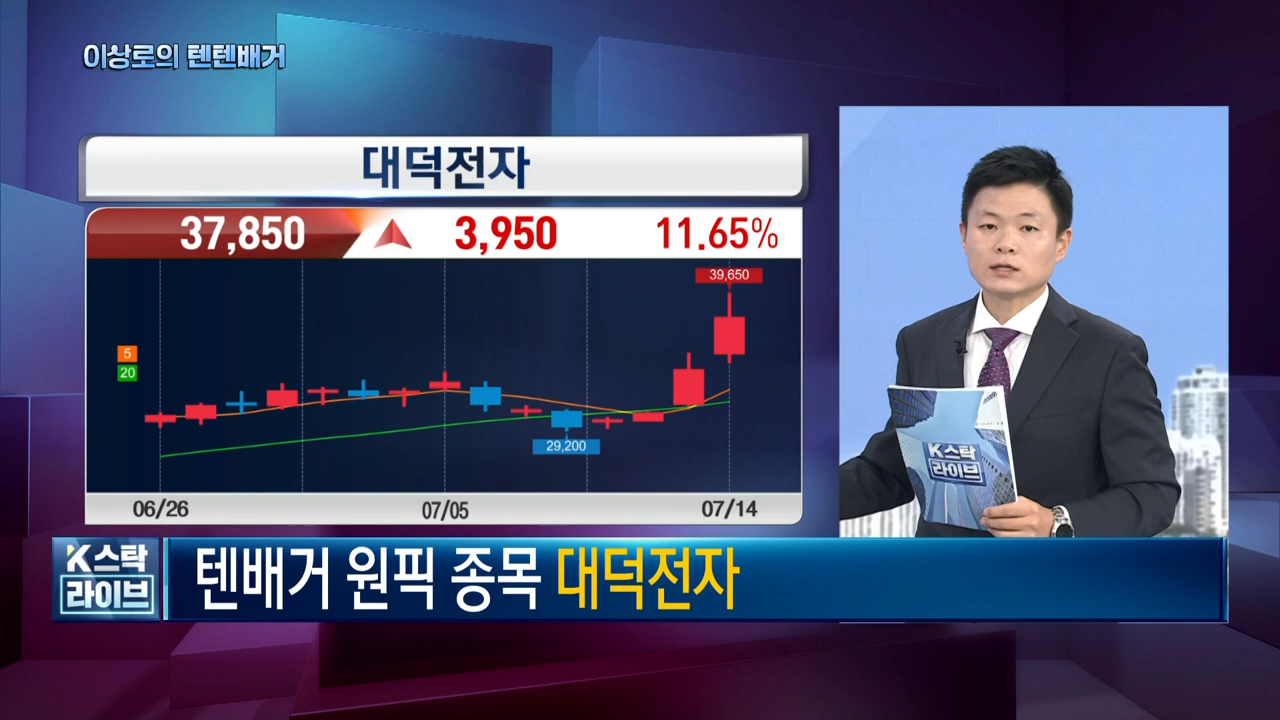 이상로의 텐텐배거
대덕전자
37,850 ▲ 3,950 11.65%
39,650
5
20
29,200
06/26 07/05 07/14
K스탁
라이브
K스탁
라이브
텐배거 원픽 종목 대덕전자